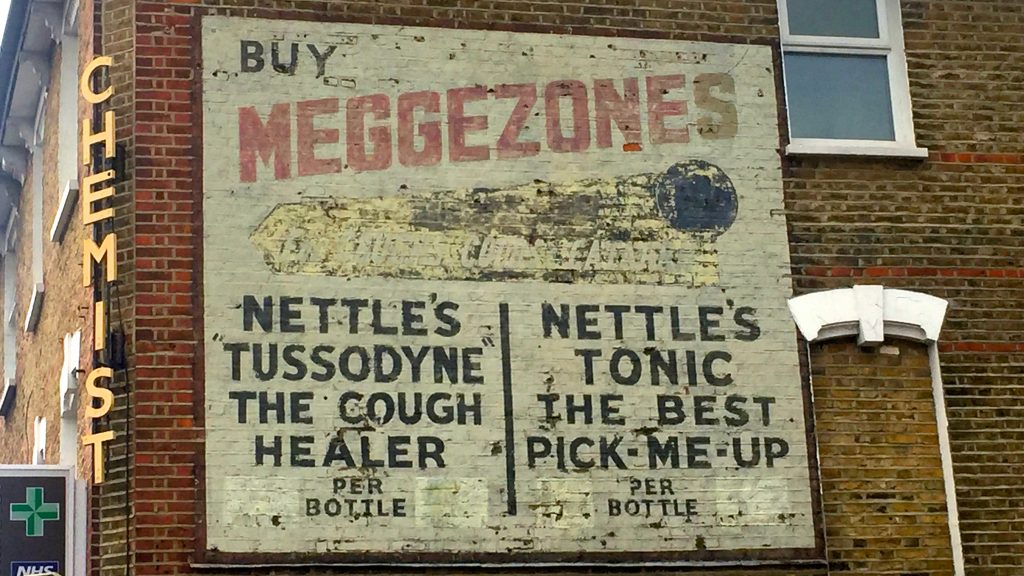 BUY
MEGGEZONES
NETTLE'S
"TUSSODYNE"
THE COUGH
HEALER
PER
BOTTLE
NETTLE'S
TONIC
THE BEST
PICK-ME-UP
PER
BOTTLE
CHEMIST
NHS